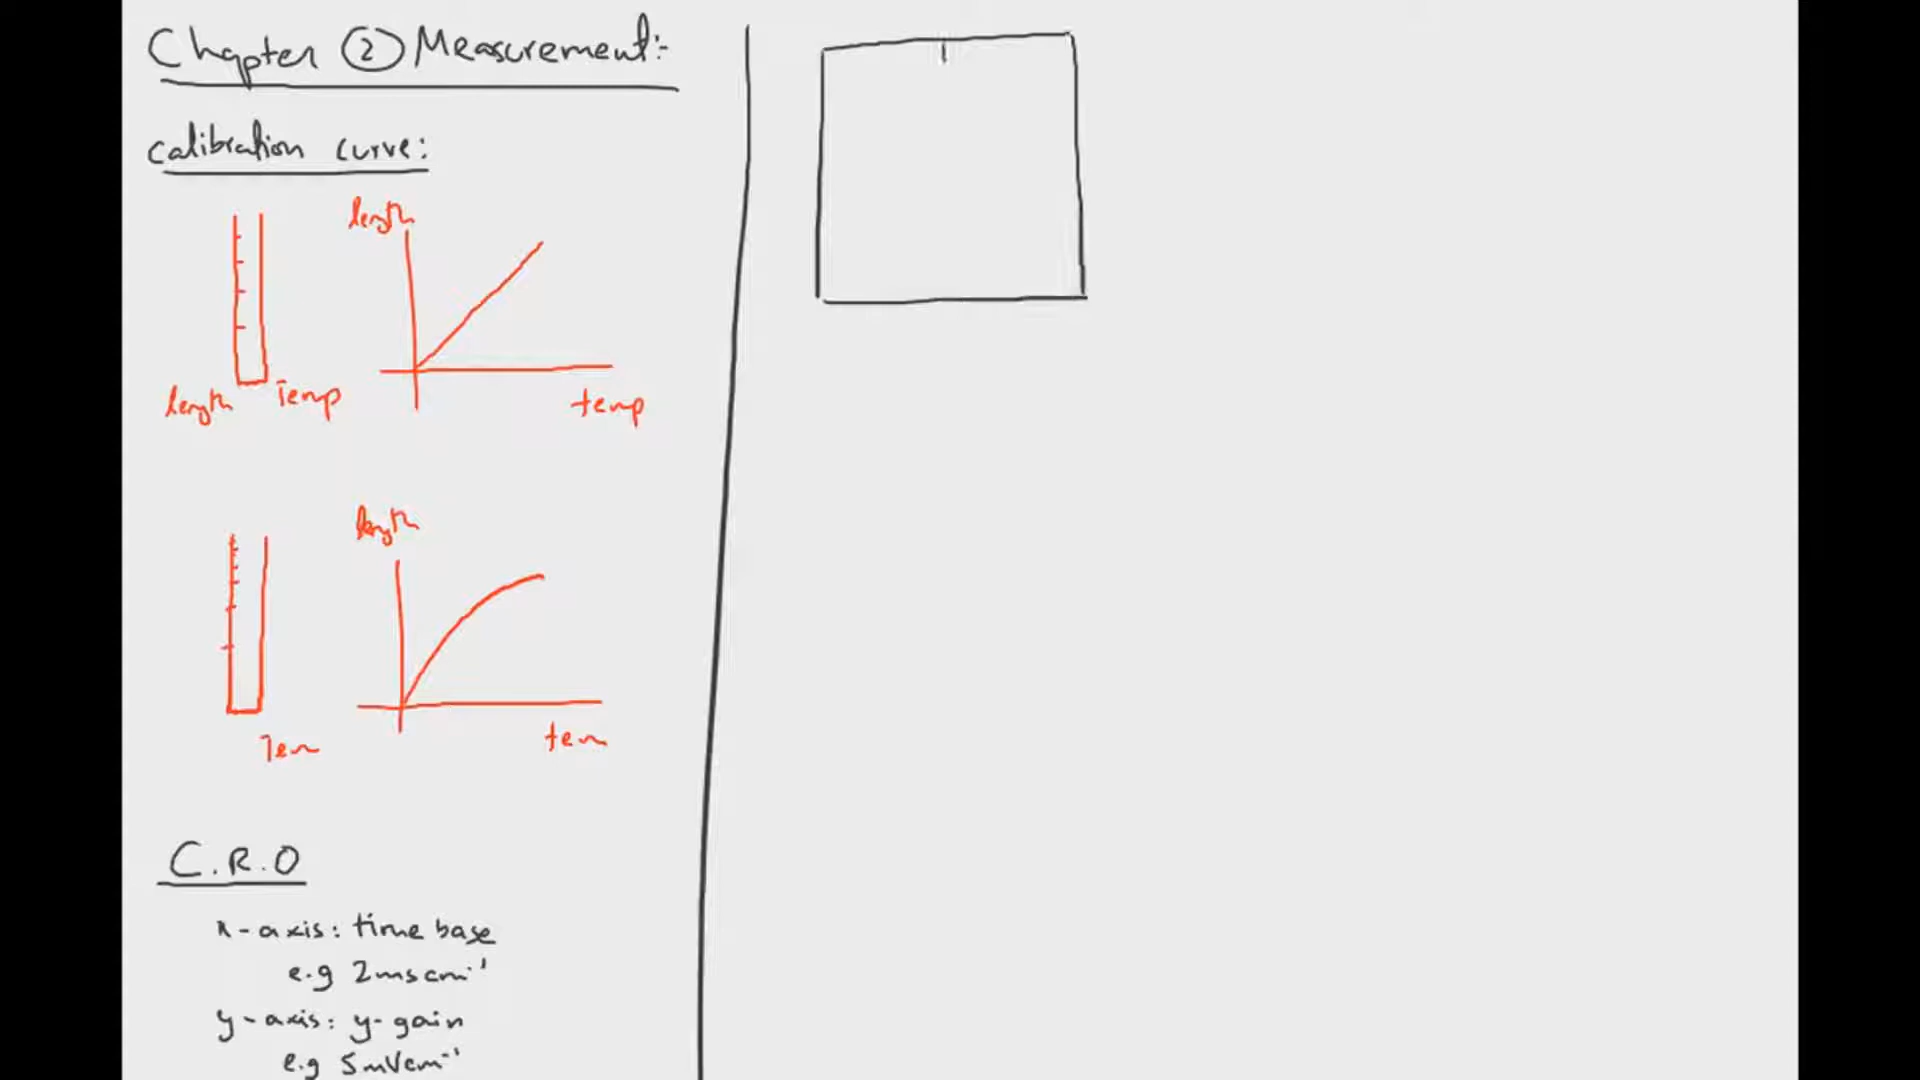 Chapter ② Measurement:-
calibration curve:
length
length Temp
temp
length
Tem
tem
C.R.O
x-axis: time base
e.g 2mscm⁻¹
y-axis: y-gain
e.g 5mVcm⁻¹